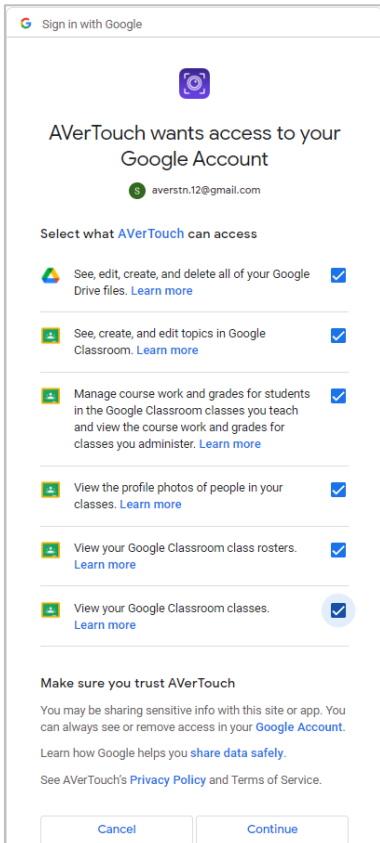 Sign in with Google
AVerTouch wants access to your
Google Account
S averstn.12@gmail.com
Select what AVerTouch can access
See, edit, create, and delete all of your Google
Drive files. Learn more
See, create, and edit topics in Google
Classroom. Learn more
Manage course work and grades for students
in the Google Classroom classes you teach
and view the course work and grades for
classes you administer. Learn more
View the profile photos of people in your
classes. Learn more
View your Google Classroom class rosters.
Learn more
View your Google Classroom classes.
Learn more
Make sure you trust AVerTouch
You may be sharing sensitive info with this site or app. You
can always see or remove access in your Google Account.
Learn how Google helps you share data safely.
See AVerTouch's Privacy Policy and Terms of Service.
Cancel Continue